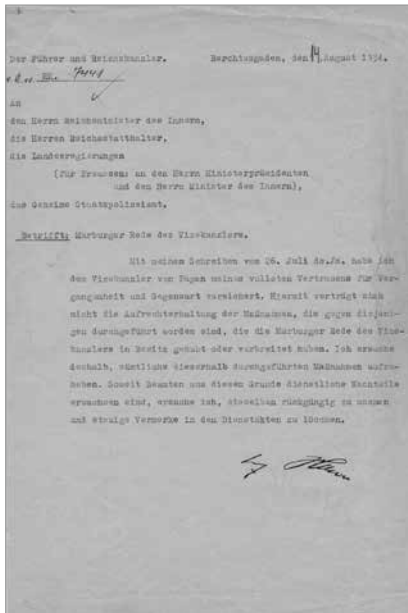 Der Führer und Reichskanzler. Berchtesgaden, den 14. August 1934.
Rk. 7441
An
den Herrn Reichsminister des Innern,
die Herren Reichsstatthalter,
die Landesregierungen
(für Preussen: an den Herrn Ministerpräsidenten
und den Herrn Minister des Innern),
das Geheime Staatspolizeiamt.
Betrifft: Marburger Rede des Vizekanzlers.
Mit meinem Schreiben vom 26. Juli ds.Js. habe ich
den Vizekanzler von Papen meines vollsten Vertrauens für Ver-
gangenheit und Gegenwart versichert. Hiermit verträgt sich
nicht die Aufrechterhaltung der Maßnahmen, die gegen diejeni-
gen durchgeführt worden sind, die die Marburger Rede des Vize-
kanzlers in Besitz gehabt oder verbreitet haben. Ich ersuche
deshalb, sämtliche dieserhalb durchgeführten Maßnahmen aufzu-
heben. Soweit Beamten aus diesem Grunde dienstliche Nachteile
erwachsen sind, ersuche ich, dieselben rückgängig zu machen
und etwaige Vermerke in den Dienstakten zu löschen.